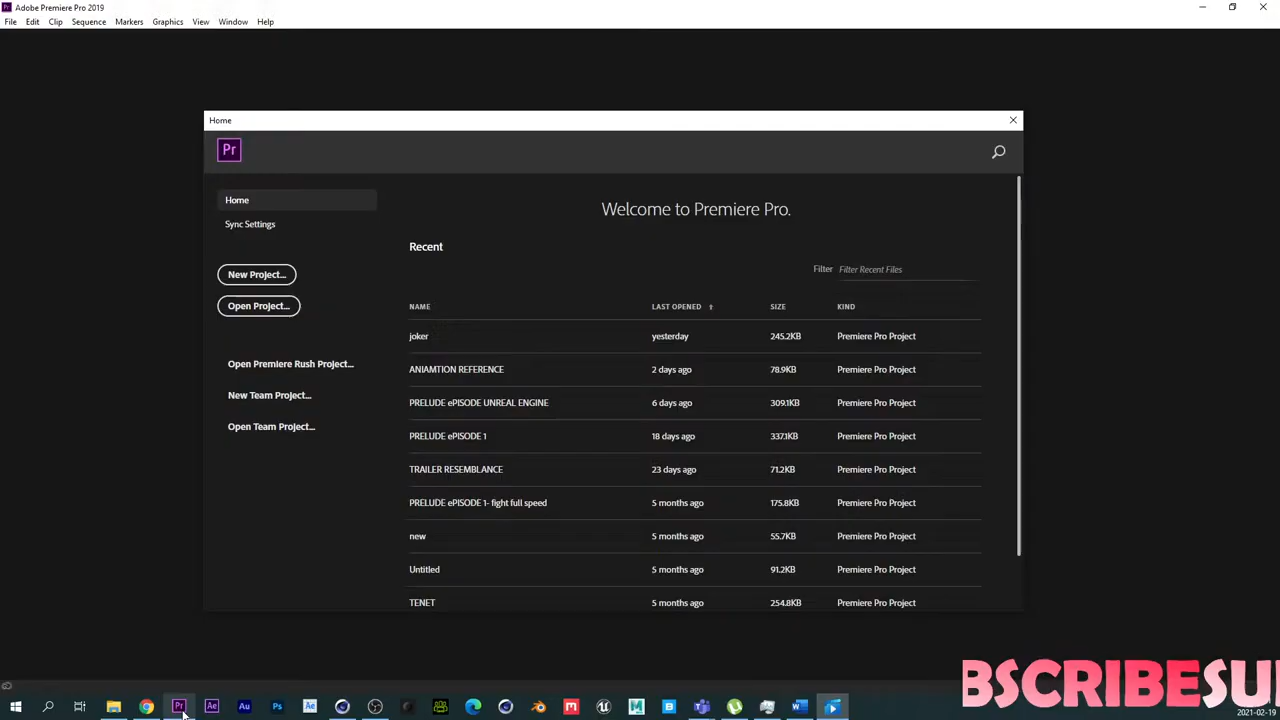 Adobe Premiere Pro 2019
File Edit Clip Sequence Markers Graphics View Window Help
Home
Pr
Home
Sync Settings
New Project...
Open Project...
Open Premiere Rush Project...
New Team Project...
Open Team Project...
Welcome to Premiere Pro.
Recent
Filter Filter Recent Files
NAME LAST OPENED SIZE KIND
joker yesterday 245.2KB Premiere Pro Project
ANIAMTION REFERENCE 2 days ago 78.9KB Premiere Pro Project
PRELUDE ePISODE UNREAL ENGINE 6 days ago 309.1KB Premiere Pro Project
PRELUDE ePISODE 1 18 days ago 337.1KB Premiere Pro Project
TRAILER RESEMBLANCE 23 days ago 71.2KB Premiere Pro Project
PRELUDE ePISODE 1- fight full speed 5 months ago 175.8KB Premiere Pro Project
new 5 months ago 55.7KB Premiere Pro Project
Untitled 5 months ago 91.2KB Premiere Pro Project
TENET 5 months ago 254.8KB Premiere Pro Project
BSCRIBESU
Pr Ae Au Ps Ae
2021-02-19